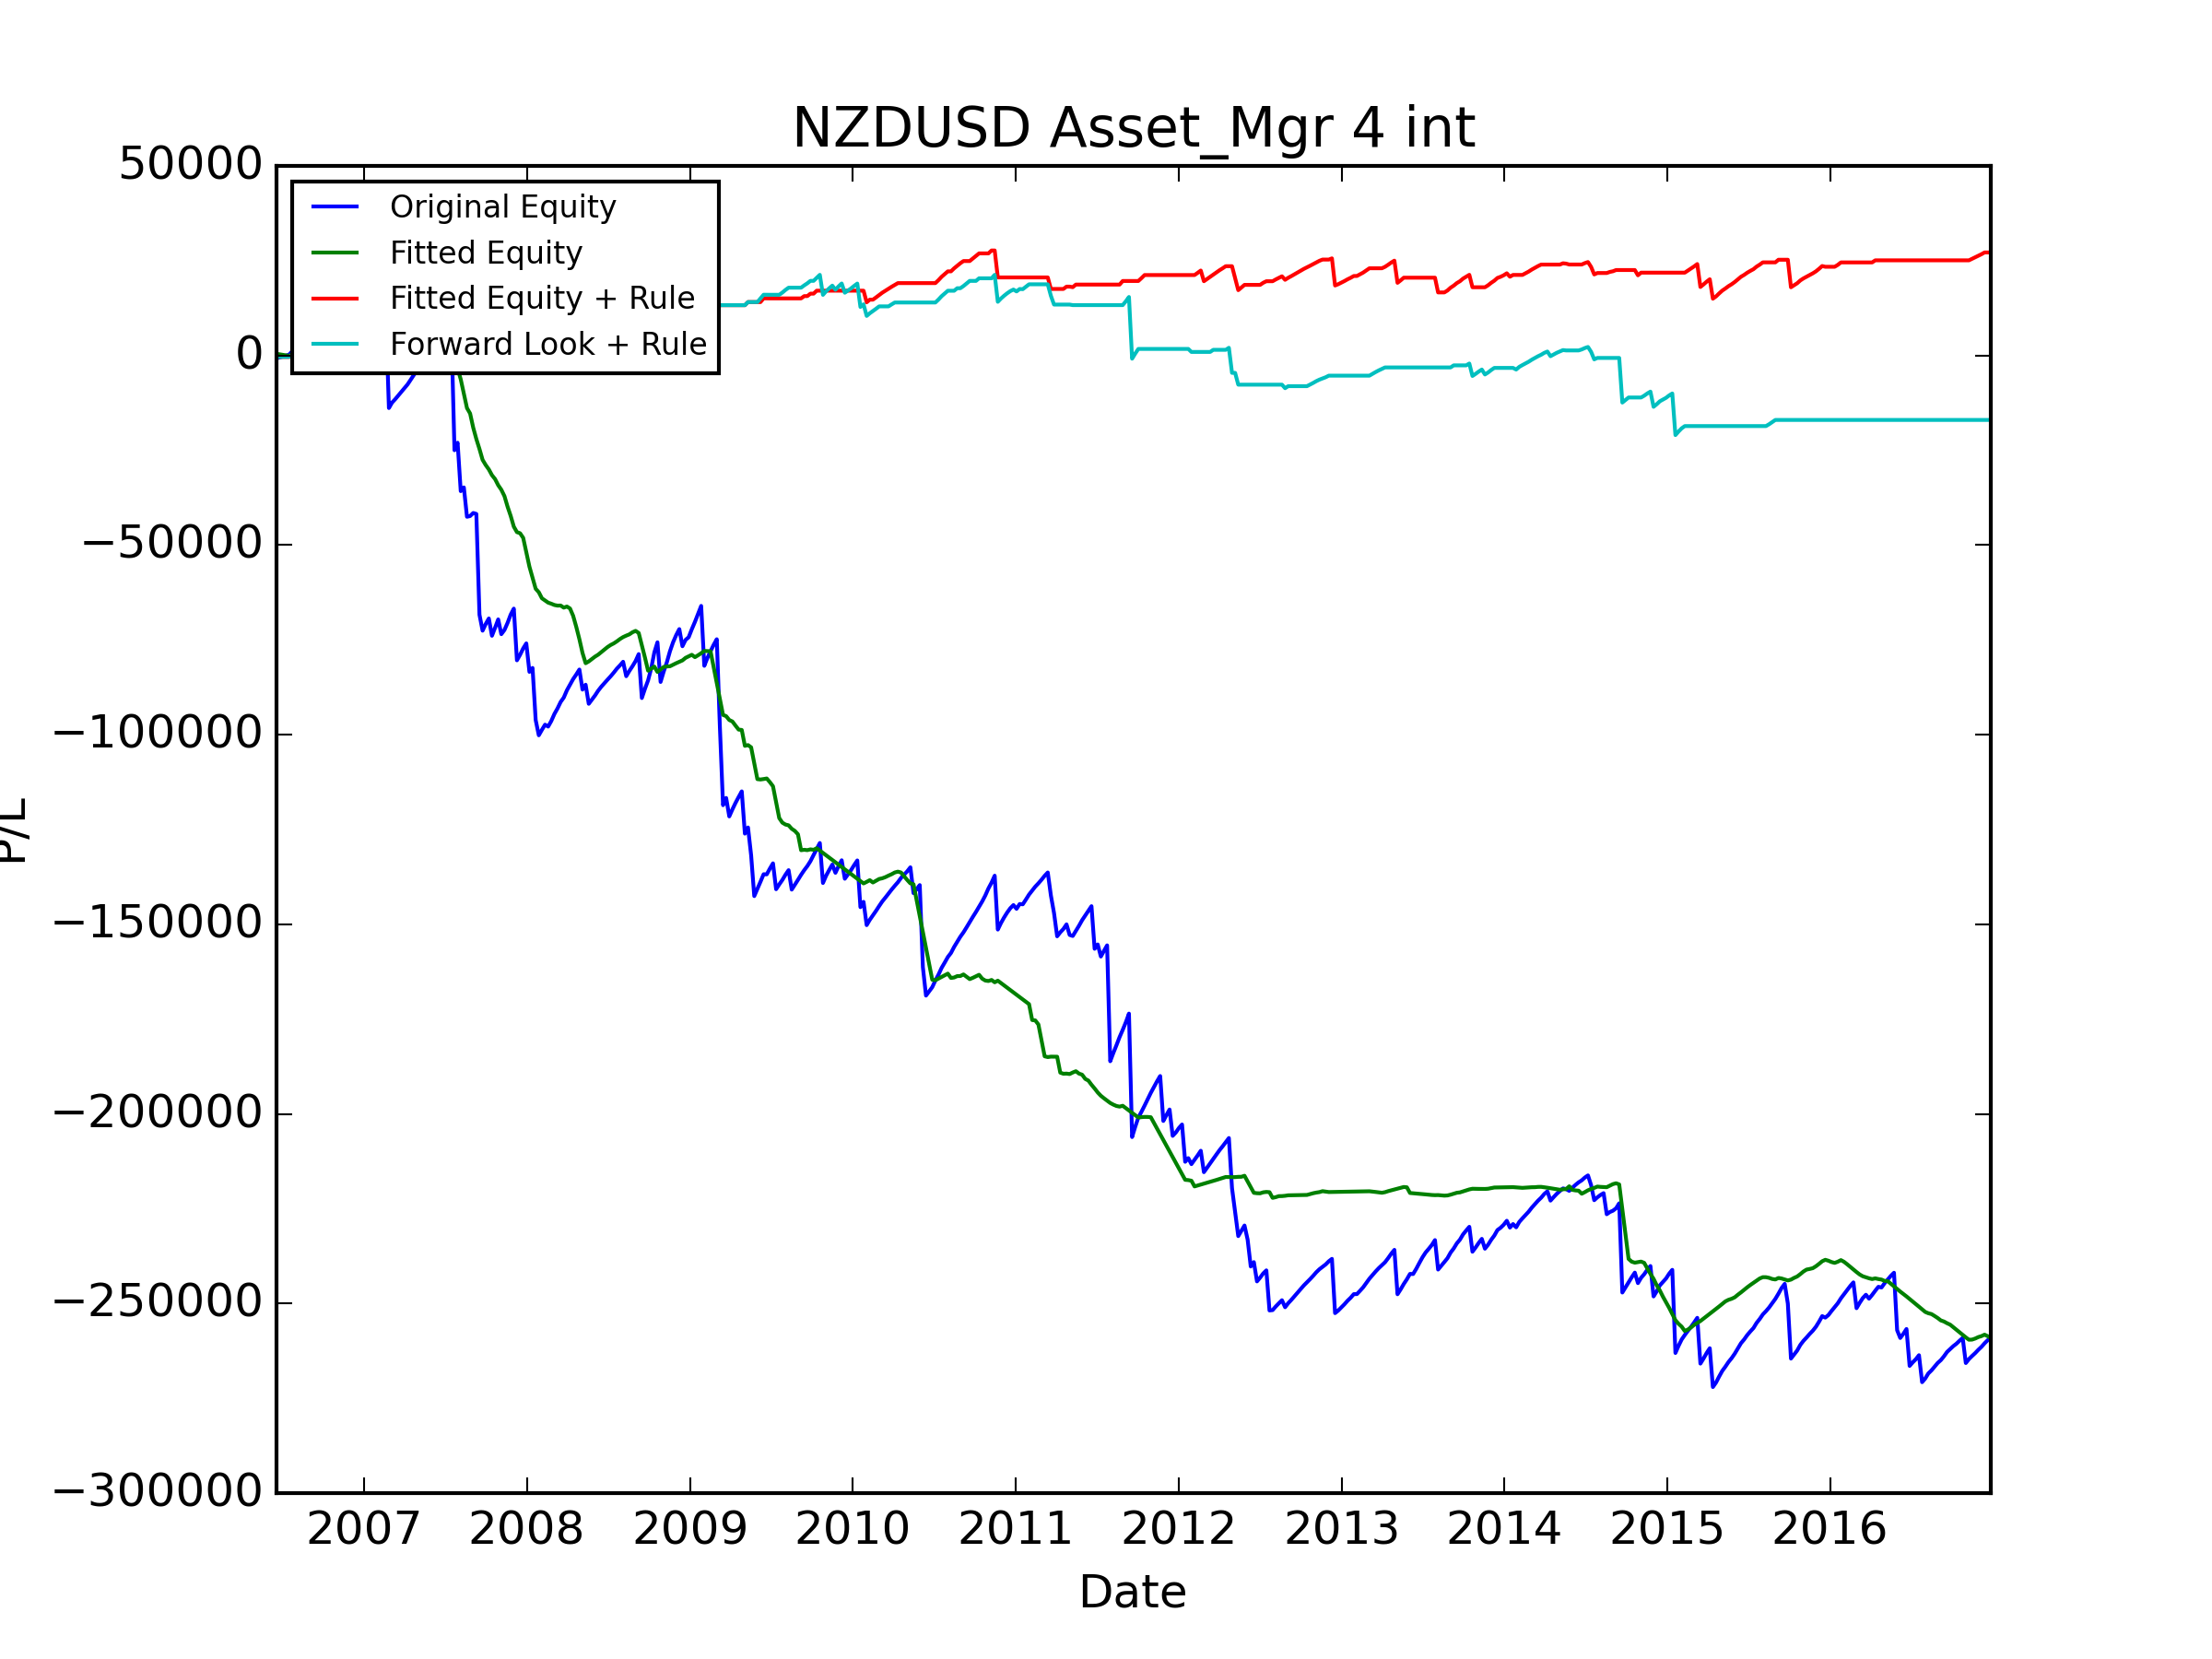 NZDUSD Asset_Mgr 4 int
50000
0
−50000
−100000
−150000
−200000
−250000
−300000
Original Equity
Fitted Equity
Fitted Equity + Rule
Forward Look + Rule
P/L
2007 2008 2009 2010 2011 2012 2013 2014 2015 2016
Date